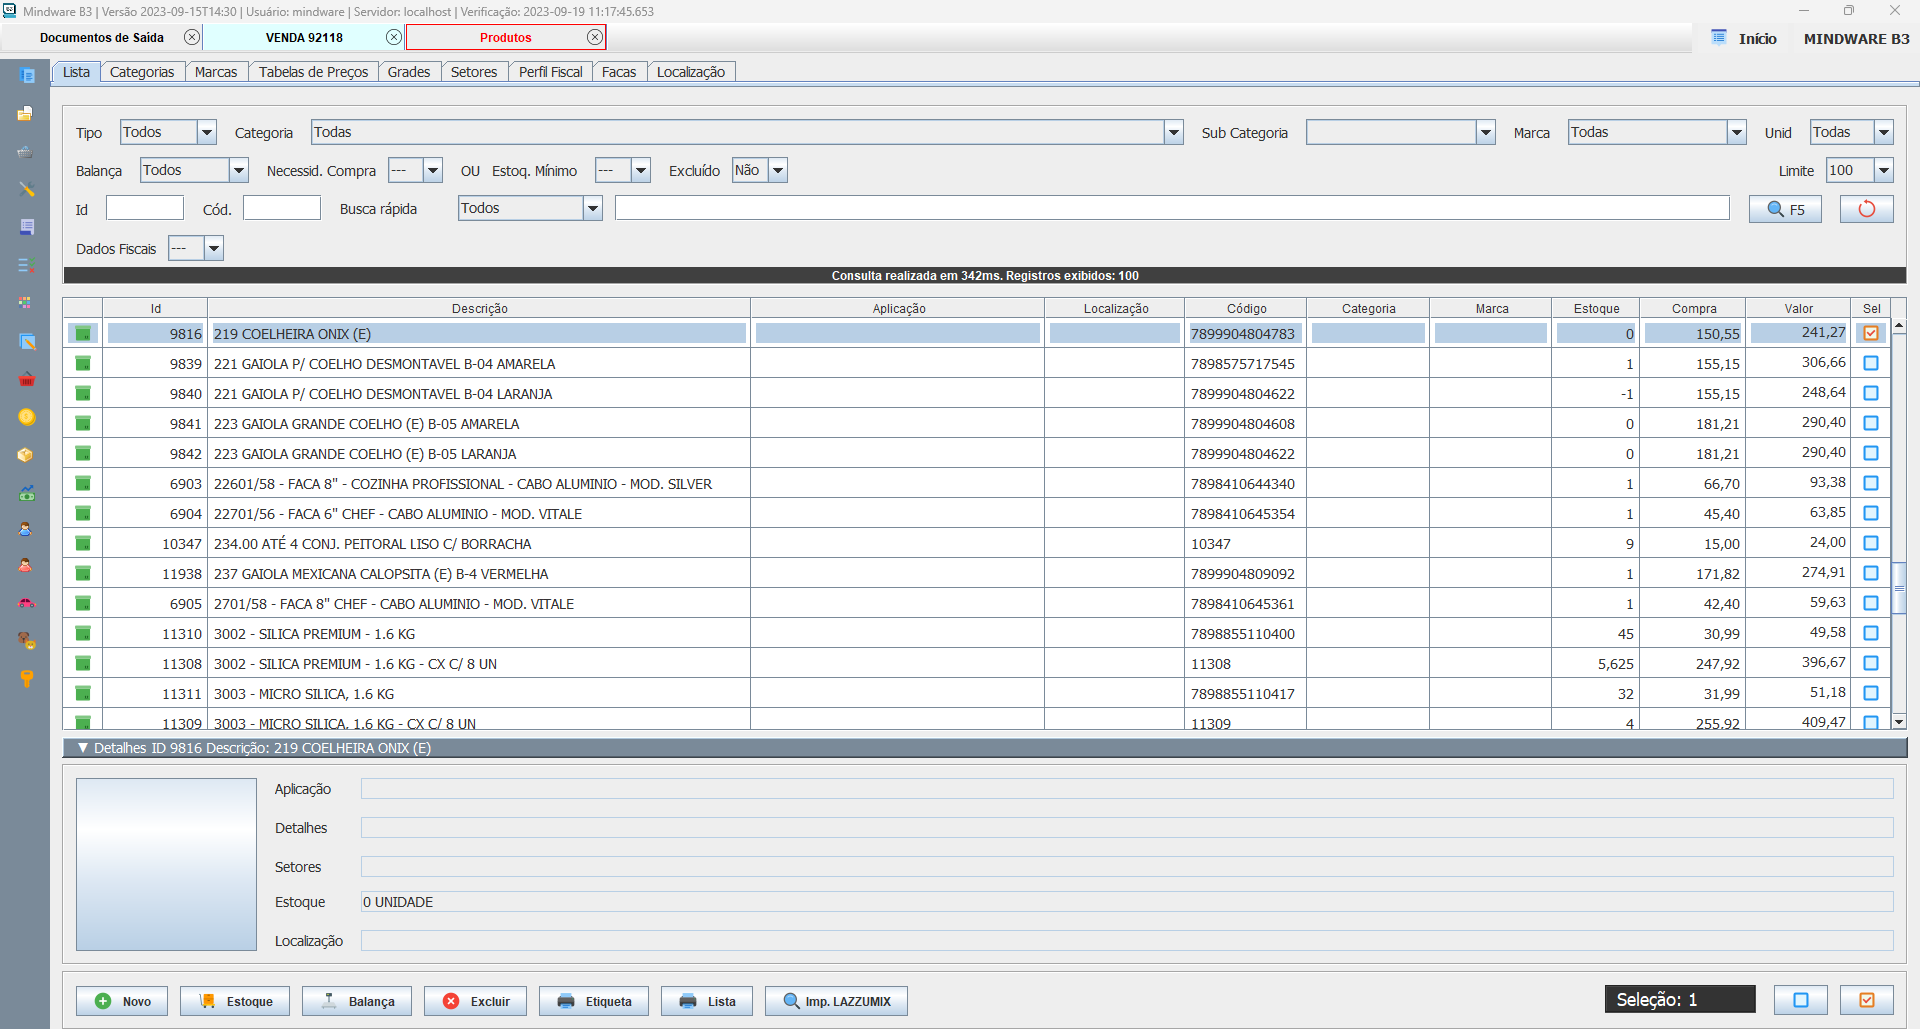 Mindware B3 | Versão 2023-09-15T14:30 | Usuário: mindware | Servidor: localhost | Verificação: 2023-09-19 11:17:45.653
Documentos de Saída VENDA 92118 Produtos Início MINDWARE B3
Lista Categorias Marcas Tabelas de Preços Grades Setores Perfil Fiscal Facas Localização
Tipo Todos Categoria Todas Sub Categoria Marca Todas Unid Todas
Balança Todos Necessid. Compra --- OU Estoq. Mínimo --- Excluído Não Limite 100
Id Cód. Busca rápida Todos F5
Dados Fiscais ---
Consulta realizada em 342ms. Registros exibidos: 100
Id Descrição Aplicação Localização Código Categoria Marca Estoque Compra Valor Sel
9816 219 COELHEIRA ONIX (E) 7899904804783 0 150,55 241,27
9839 221 GAIOLA P/ COELHO DESMONTAVEL B-04 AMARELA 7898575717545 1 155,15 306,66
9840 221 GAIOLA P/ COELHO DESMONTAVEL B-04 LARANJA 7899904804622 -1 155,15 248,64
9841 223 GAIOLA GRANDE COELHO (E) B-05 AMARELA 7899904804608 0 181,21 290,40
9842 223 GAIOLA GRANDE COELHO (E) B-05 LARANJA 7899904804622 0 181,21 290,40
6903 22601/58 - FACA 8" - COZINHA PROFISSIONAL - CABO ALUMINIO - MOD. SILVER 7898410644340 1 66,70 93,38
6904 22701/56 - FACA 6" CHEF - CABO ALUMINIO - MOD. VITALE 7898410645354 1 45,40 63,85
10347 234.00 ATÉ 4 CONJ. PEITORAL LISO C/ BORRACHA 10347 9 15,00 24,00
11938 237 GAIOLA MEXICANA CALOPSITA (E) B-4 VERMELHA 7899904809092 1 171,82 274,91
6905 2701/58 - FACA 8" CHEF - CABO ALUMINIO - MOD. VITALE 7898410645361 1 42,40 59,63
11310 3002 - SILICA PREMIUM - 1.6 KG 7898855110400 45 30,99 49,58
11308 3002 - SILICA PREMIUM - 1.6 KG - CX C/ 8 UN 11308 5,625 247,92 396,67
11311 3003 - MICRO SILICA, 1.6 KG 7898855110417 32 31,99 51,18
11309 3003 - MICRO SILICA, 1.6 KG - CX C/ 8 UN 11309 4 255,92 409,47
▼ Detalhes ID 9816 Descrição: 219 COELHEIRA ONIX (E)
Aplicação
Detalhes
Setores
Estoque 0 UNIDADE
Localização
Novo Estoque Balança Excluir Etiqueta Lista Imp. LAZZUMIX Seleção: 1